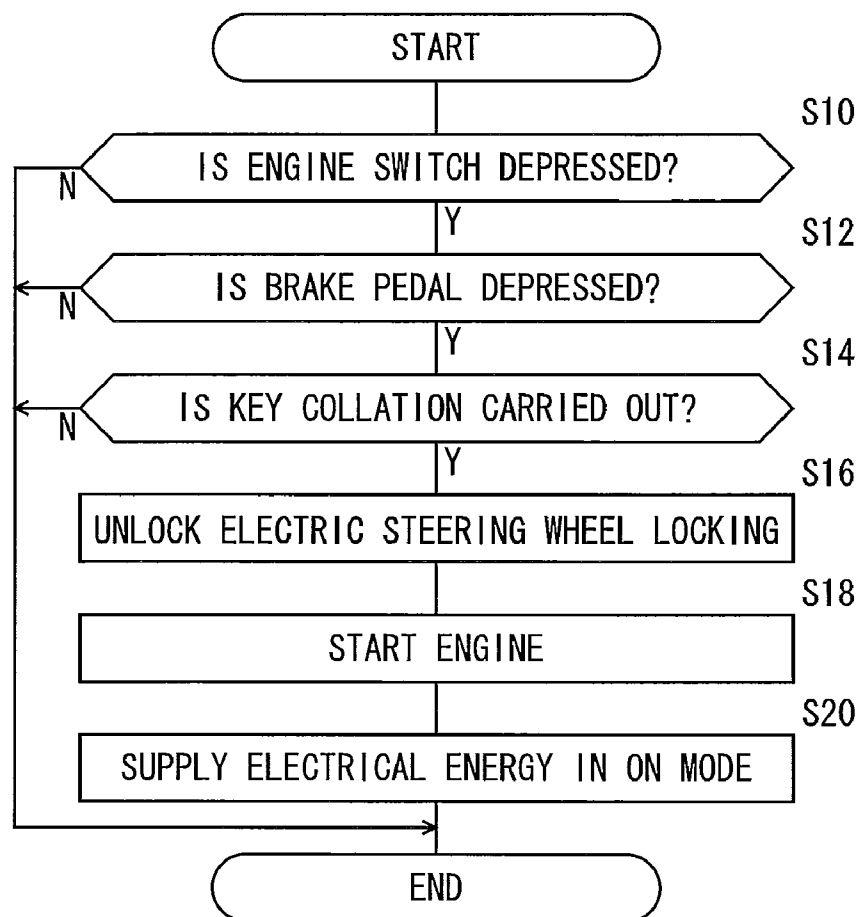 START
S10
IS ENGINE SWITCH DEPRESSED?
N
Y
S12
IS BRAKE PEDAL DEPRESSED?
N
Y
S14
IS KEY COLLATION CARRIED OUT?
N
Y
S16
UNLOCK ELECTRIC STEERING WHEEL LOCKING
S18
START ENGINE
S20
SUPPLY ELECTRICAL ENERGY IN ON MODE
END